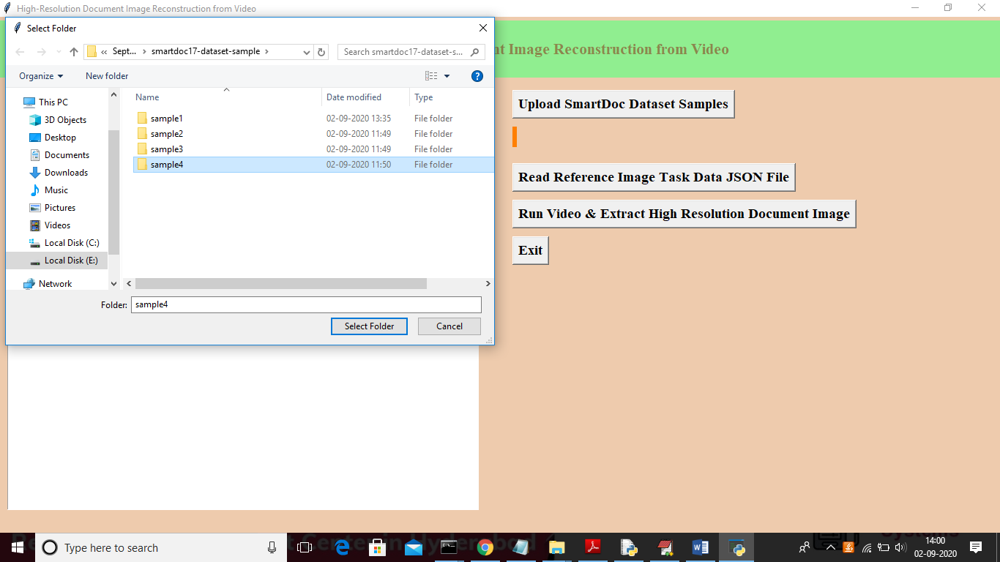 High-Resolution Document Image Reconstruction from Video
Select Folder
« Sept... › smartdoc17-dataset-sample ›
Search smartdoc17-dataset-s...
nt Image Reconstruction from Video
Organize
New folder
?
Name
Date modified
Type
This PC
3D Objects
Desktop
Documents
Downloads
Music
Pictures
Videos
Local Disk (C:)
Local Disk (E:)
Network
sample1 02-09-2020 13:35 File folder
sample2 02-09-2020 11:49 File folder
sample3 02-09-2020 11:49 File folder
sample4 02-09-2020 11:50 File folder
Folder: sample4
Select Folder
Cancel
Upload SmartDoc Dataset Samples
Read Reference Image Task Data JSON File
Run Video & Extract High Resolution Document Image
Exit
Type here to search
14:00
02-09-2020